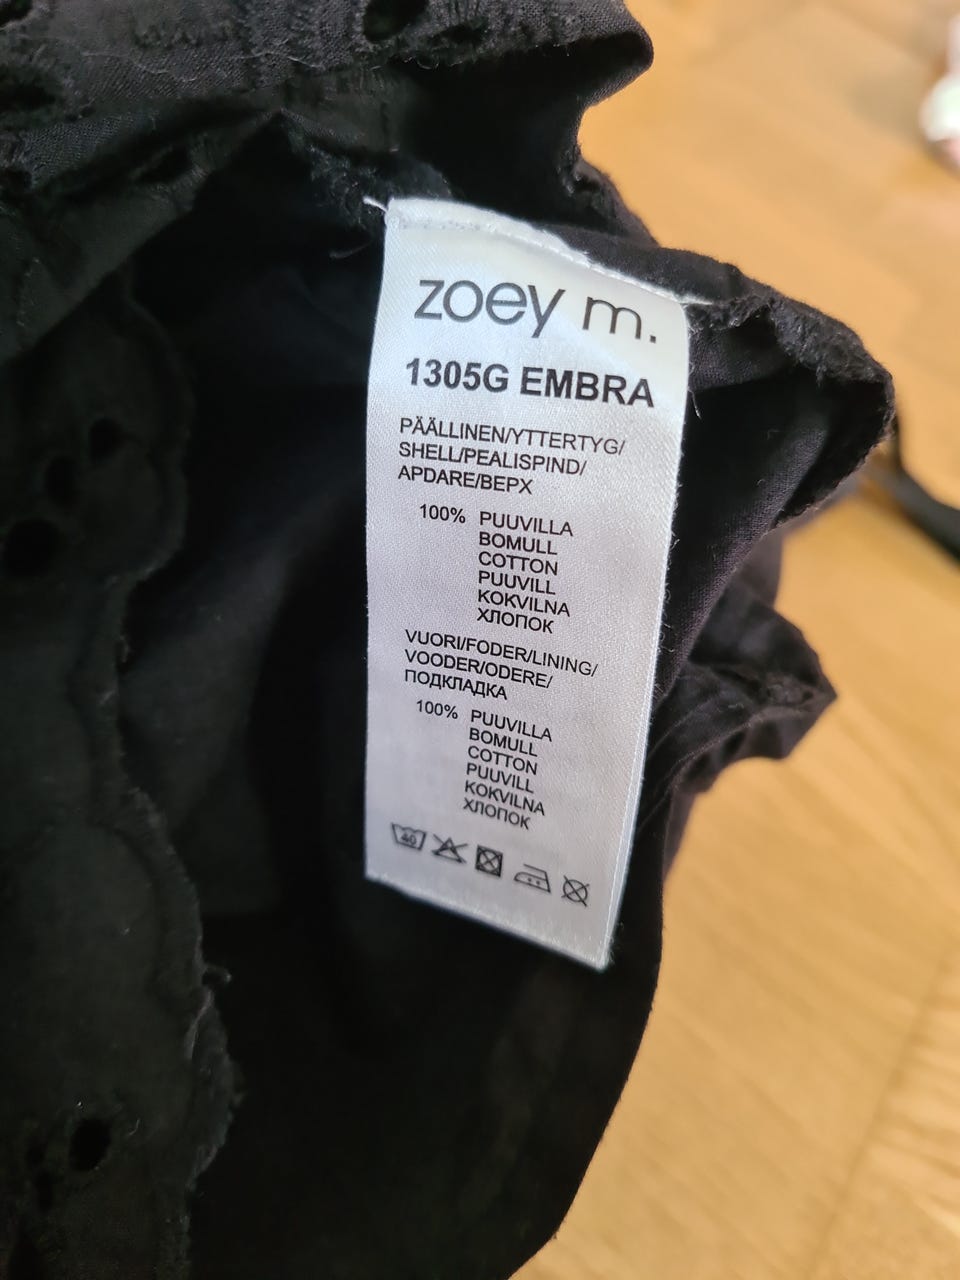 zoey m.
1305G EMBRA
PÄÄLLINEN/YTTERTYG/
SHELL/PEALISPIND/
APDARE/ВЕРХ
100% PUUVILLA
BOMULL
COTTON
PUUVILL
KOKVILNA
ХЛОПОК
VUORI/FODER/LINING/
VOODER/ODERE/
ПОДКЛАДКА
100% PUUVILLA
BOMULL
COTTON
PUUVILL
KOKVILNA
ХЛОПОК
40